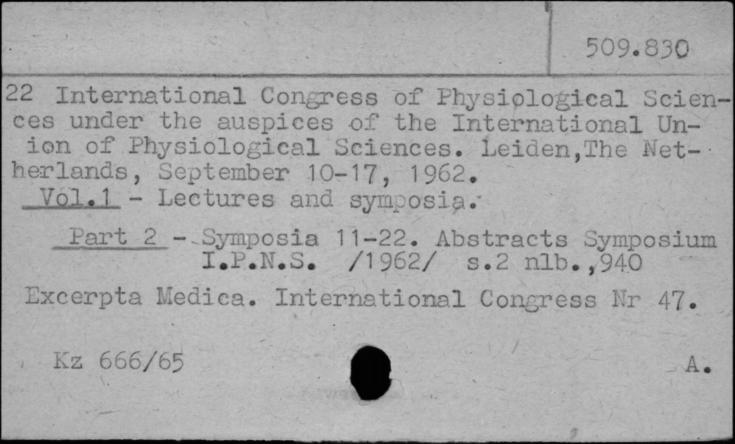 509.830
22 International Congress of Physiological Scien-
ces under the auspices of the International Un-
ion of Physiological Sciences. Leiden,The Net-
herlands, September 10-17, 1962.
Vol.1 - Lectures and symposia.
Part 2 - Symposia 11-22. Abstracts Symposium
I.P.N.S. /1962/ s.2 nlb.,940
Excerpta Medica. International Congress Nr 47.
Kz 666/65 A.